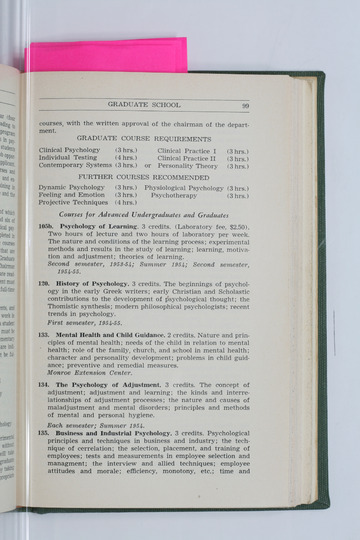 GRADUATE SCHOOL 99
courses, with the written approval of the chairman of the depart-
ment.
GRADUATE COURSE REQUIREMENTS
Clinical Psychology (3 hrs.) Clinical Practice I (3 hrs.)
Individual Testing (4 hrs.) Clinical Practice II (3 hrs.)
Contemporary Systems (3 hrs.) or Personality Theory (3 hrs.)
FURTHER COURSES RECOMMENDED
Dynamic Psychology (3 hrs.) Physiological Psychology (3 hrs.)
Feeling and Emotion (3 hrs.) Psychotherapy (3 hrs.)
Projective Techniques (4 hrs.)
Courses for Advanced Undergraduates and Graduates
105b. Psychology of Learning. 3 credits. (Laboratory fee, $2.50).
Two hours of lecture and two hours of laboratory per week.
The nature and conditions of the learning process; experimental
methods and results in the study of learning; learning, motiva-
tion and adjustment; theories of learning.
Second semester, 1953-54; Summer 1954; Second semester,
1954-55.
120. History of Psychology. 3 credits. The beginnings of psychol-
ogy in the early Greek writers; early Christian and Scholastic
contributions to the development of psychological thought; the
Thomistic synthesis; modern philosophical psychologists; recent
trends in psychology.
First semester, 1954-55.
133. Mental Health and Child Guidance. 2 credits. Nature and prin-
ciples of mental health; needs of the child in relation to mental
health; role of the family, church, and school in mental health;
character and personality development; problems in child guid-
ance; preventive and remedial measures.
Monroe Extension Center.
134. The Psychology of Adjustment. 3 credits. The concept of
adjustment; adjustment and learning; the kinds and interre-
lationships of adjustment processes; the nature and causes of
maladjustment and mental disorders; principles and methods
of mental and personal hygiene.
Each semester; Summer 1954.
135. Business and Industrial Psychology. 3 credits. Psychological
principles and techniques in business and industry; the tech-
nique of cerrelation; the selection, placement, and training of
employees; tests and measurements in employee selection and
managment; the interview and allied techniques; employee
attitudes and morale; efficiency, monotony, etc.; time and